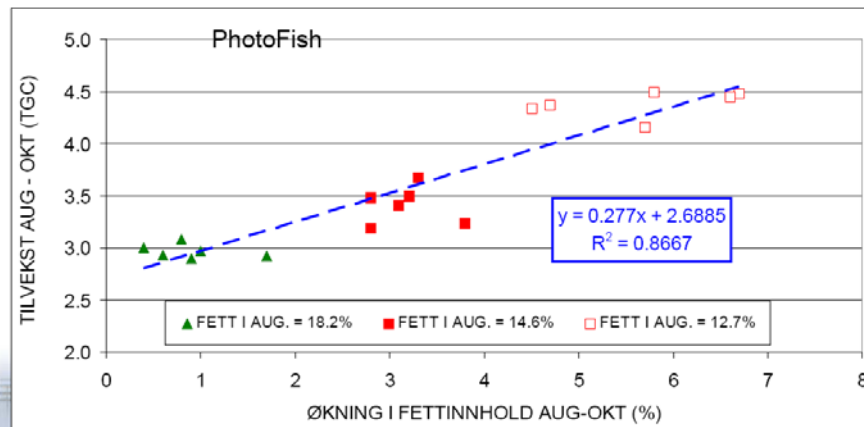 PhotoFish
TILVEKST AUG - OKT (TGC)
5.0
4.5
4.0
3.5
3.0
2.5
2.0
y = 0.277x + 2.6885
R² = 0.8667
FETT I AUG. = 18.2% FETT I AUG. = 14.6% FETT I AUG. = 12.7%
0 1 2 3 4 5 6 7 8
ØKNING I FETTINNHOLD AUG-OKT (%)